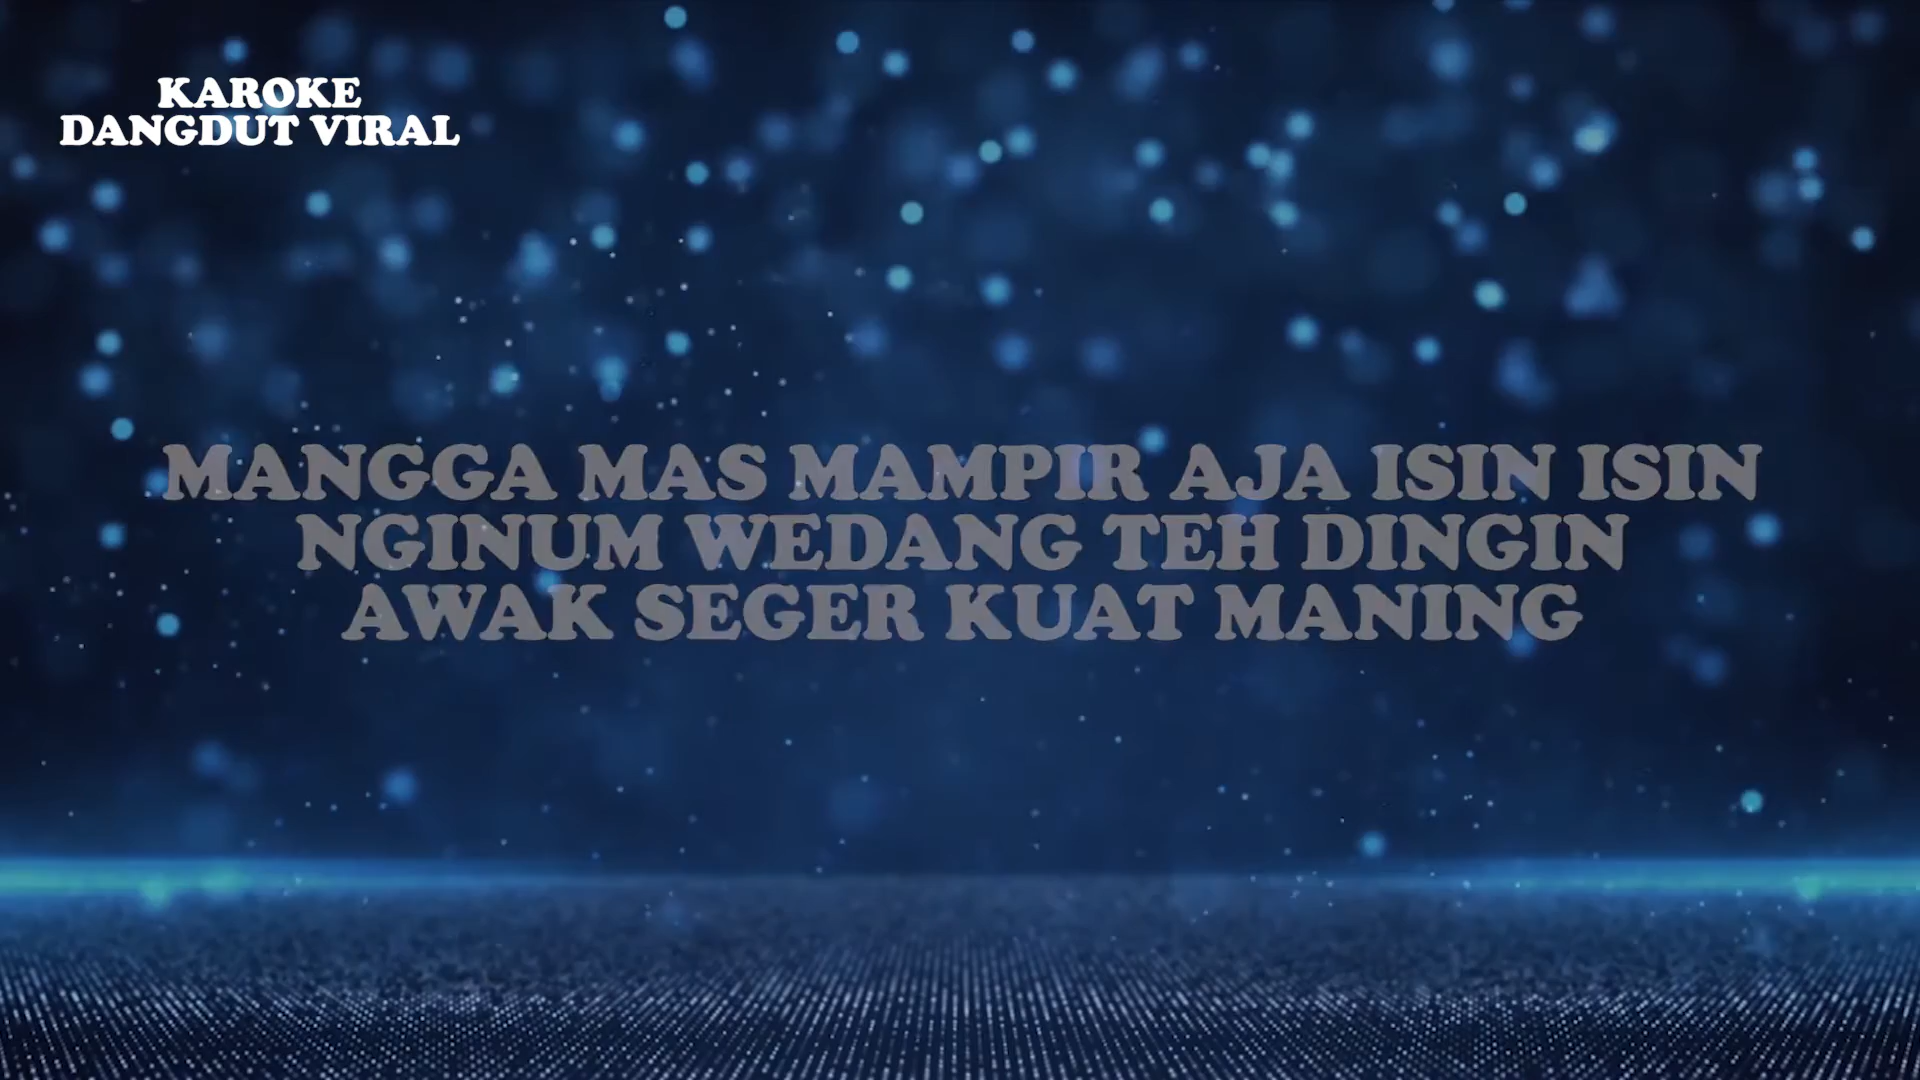 KAROKE
DANGDUT VIRAL
MANGGA MAS MAMPIR AJA ISIN ISIN
NGINUM WEDANG TEH DINGIN
AWAK SEGER KUAT MANING